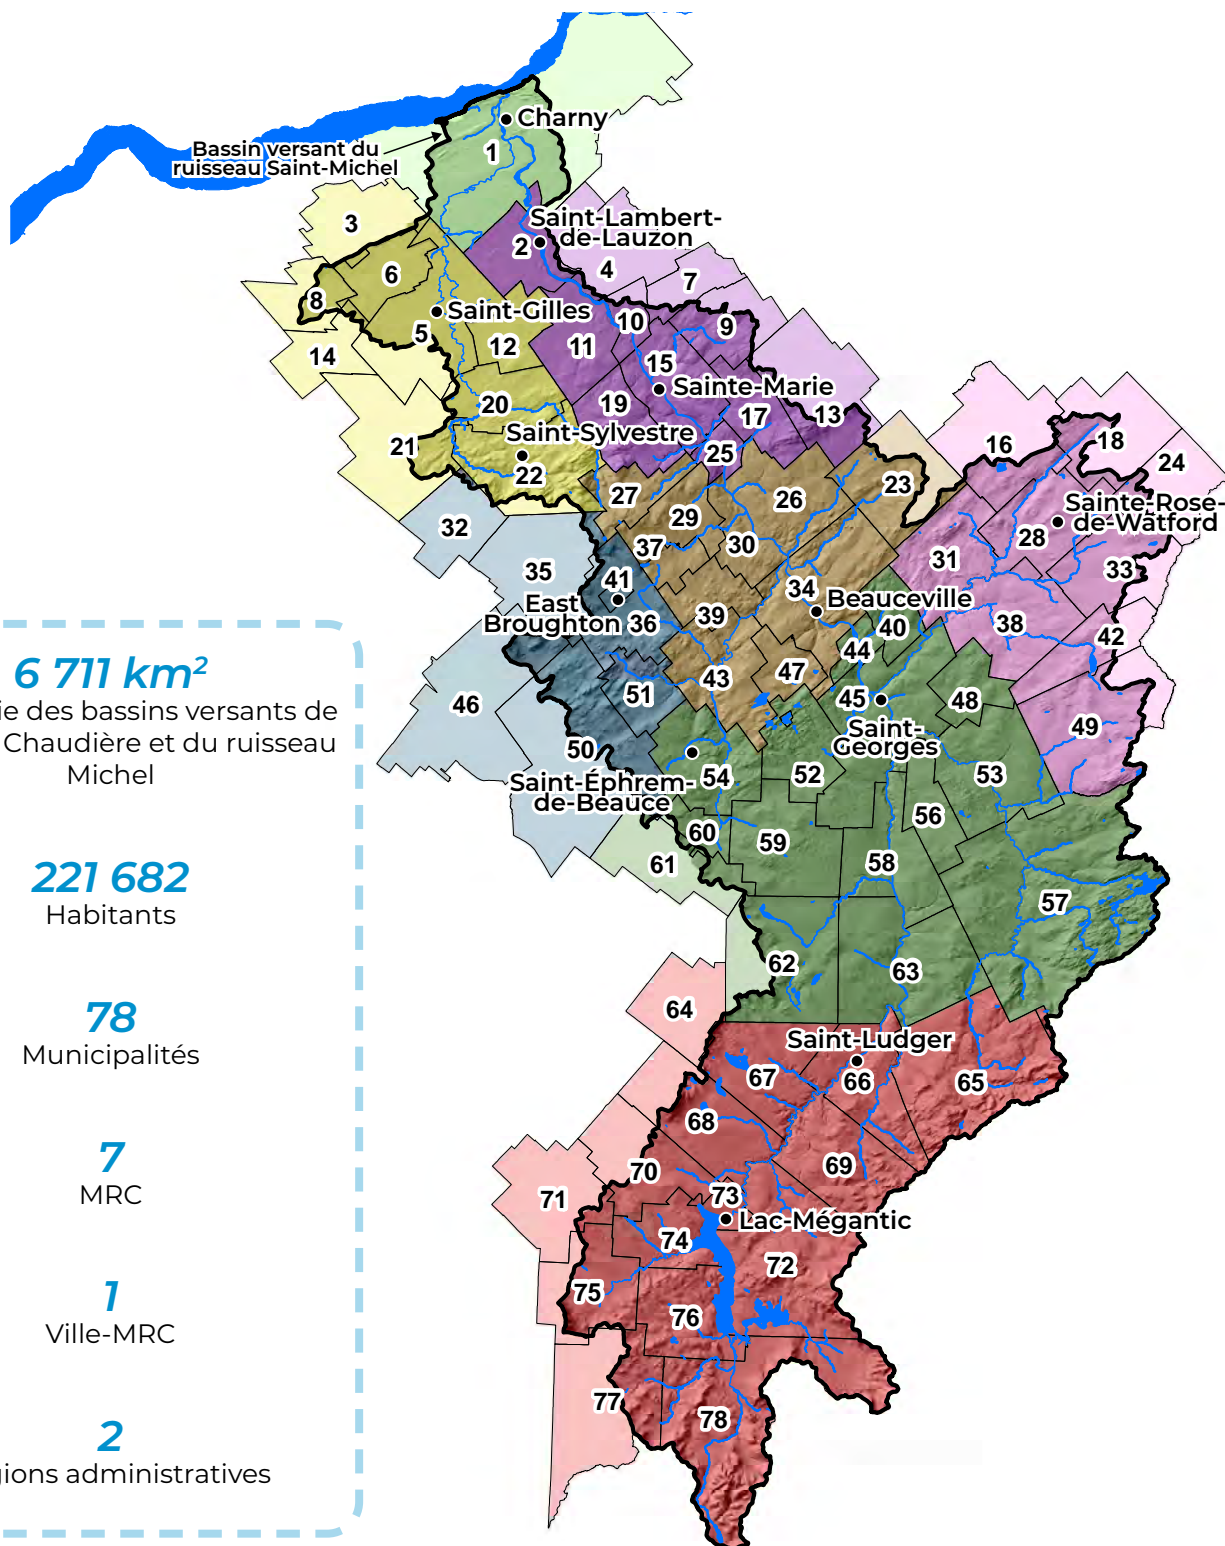 Charny
Bassin versant du
ruisseau Saint-Michel
1
3
Saint-Lambert-
de-Lauzon
2
4
6
7
8
Saint-Gilles
5
10
9
14
12
11
15
Sainte-Marie
20
19
17
13
21
Saint-Sylvestre
25
16
18
24
22
27
26
23
32
29
Sainte-Rose-
de-Watford
28
37
30
35
31
33
41
34
East
Broughton
36
39
Beauceville
40
38
42
44
46
51
43
47
45
48
49
50
Saint-
Georges
54
52
53
Saint-Éphrem-
de-Beauce
60
59
56
61
58
57
62
63
64
Saint-Ludger
67
66
65
68
69
70
71
73
Lac-Mégantic
74
72
75
76
77
78
6 711 km²
ie des bassins versants de
Chaudière et du ruisseau
Michel
221 682
Habitants
78
Municipalités
7
MRC
1
Ville-MRC
2
gions administratives